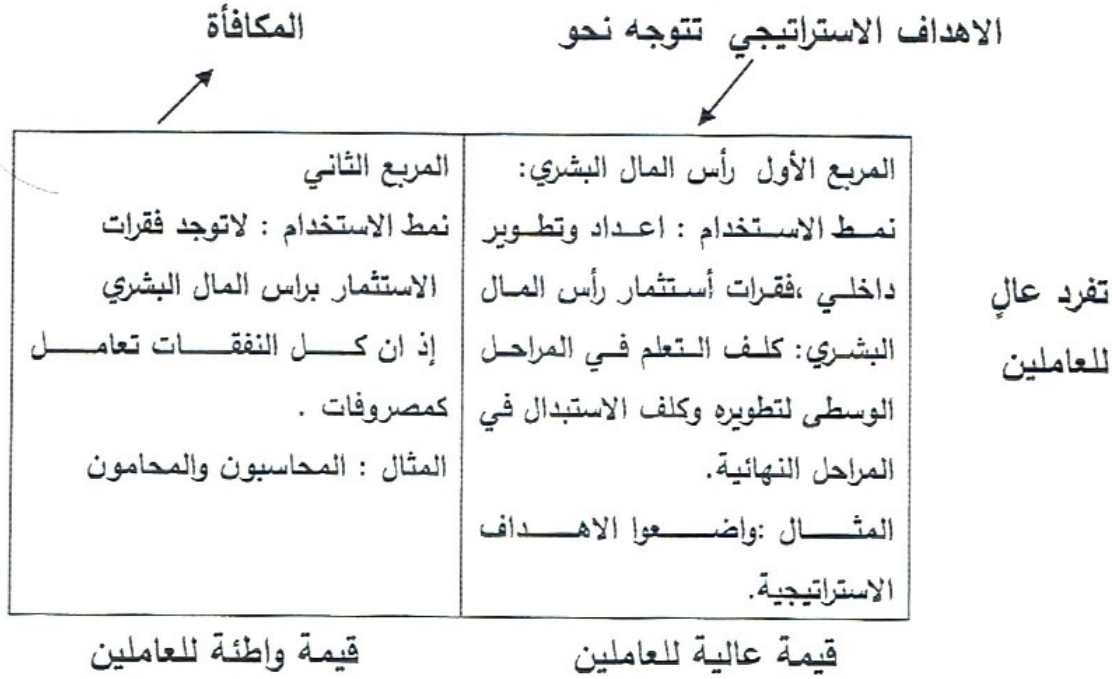 الاهداف الاستراتيجي تتوجه نحو
المكافأة
المربع الأول رأس المال البشري:
نمط الاستخدام : اعداد وتطوير
داخلي ،فقرات أستثمار رأس المال
البشري: كلف التعلم في المراحل
الوسطى لتطويره وكلف الاستبدال في
المراحل النهائية.
المثال :واضعوا الاهداف
الاستراتيجية.
المربع الثاني
نمط الاستخدام : لاتوجد فقرات
الاستثمار براس المال البشري
إذ ان كل النفقات تعامل
كمصروفات .
المثال : المحاسبون والمحامون
تفرد عالٍ
للعاملين
قيمة عالية للعاملين
قيمة واطئة للعاملين